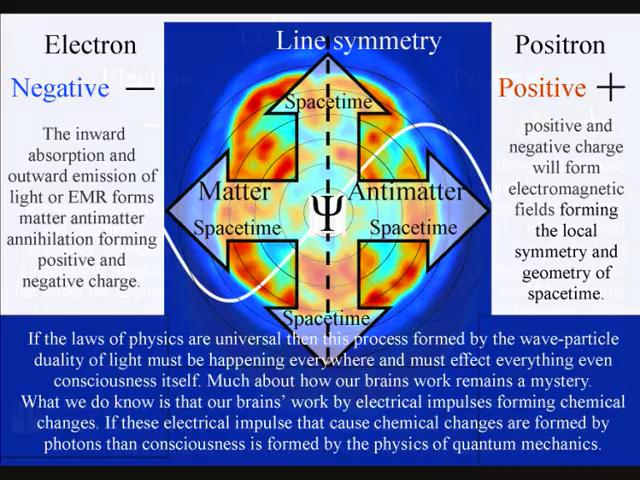 Line symmetry
Electron
Negative −
The inward
absorption and
outward emission of
light or EMR forms
matter antimatter
annihilation forming
positive and
negative charge.
Spacetime
Matter
Antimatter
Ψ
Spacetime
Spacetime
Spacetime
Positron
Positive +
positive and
negative charge
will form
electromagnetic
fields forming
the local
symmetry and
geometry of
spacetime.
If the laws of physics are universal then this process formed by the wave-particle
duality of light must be happening everywhere and must effect everything even
consciousness itself. Much about how our brains work remains a mystery.
What we do know is that our brains' work by electrical impulses forming chemical
changes. If these electrical impulse that cause chemical changes are formed by
photons than consciousness is formed by the physics of quantum mechanics.